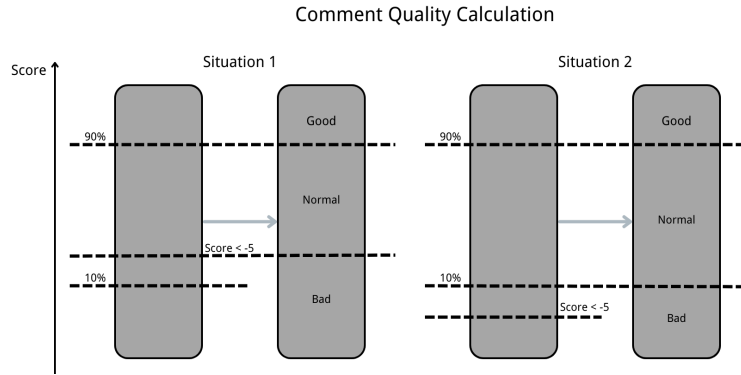 Comment Quality Calculation
Score
Situation 1
90%
Good
Normal
Score < -5
10%
Bad
Situation 2
90%
Good
Normal
10%
Score < -5
Bad